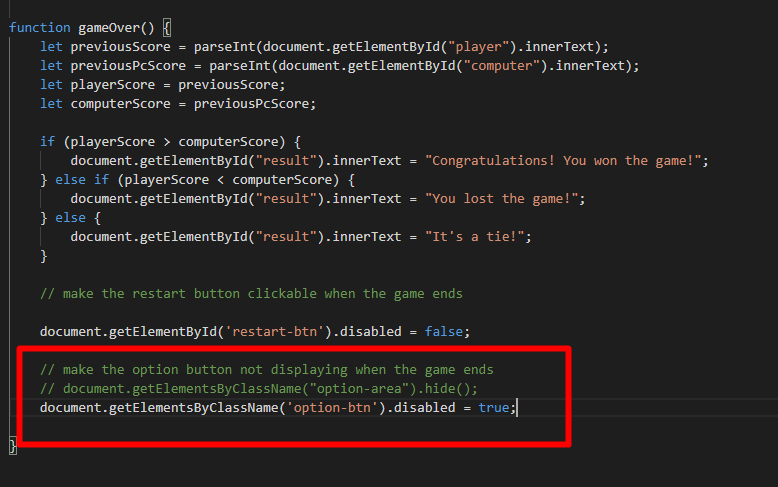 function gameOver() {
let previousScore = parseInt(document.getElementById("player").innerText);
let previousPcScore = parseInt(document.getElementById("computer").innerText);
let playerScore = previousScore;
let computerScore = previousPcScore;
if (playerScore > computerScore) {
document.getElementById("result").innerText = "Congratulations! You won the game!";
} else if (playerScore < computerScore) {
document.getElementById("result").innerText = "You lost the game!";
} else {
document.getElementById("result").innerText = "It's a tie!";
}
// make the restart button clickable when the game ends
document.getElementById('restart-btn').disabled = false;
// make the option button not displaying when the game ends
// document.getElementsByClassName("option-area").hide();
document.getElementsByClassName('option-btn').disabled = true;
}